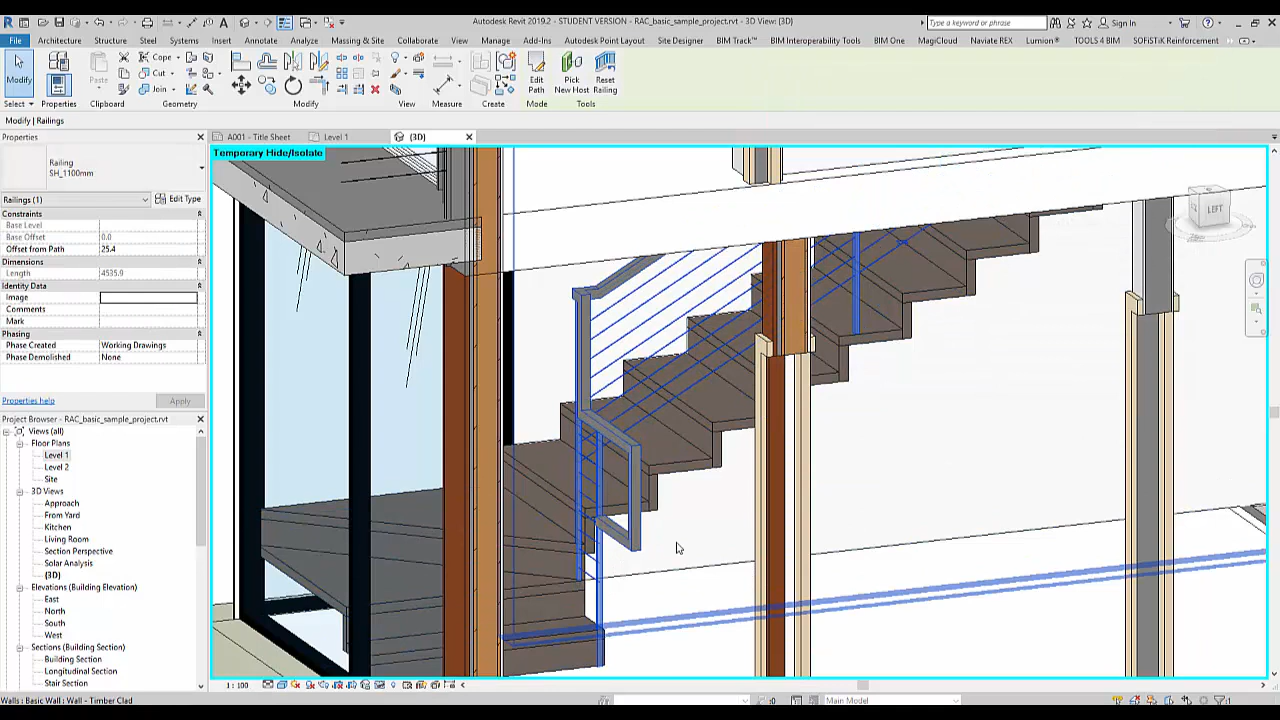 Autodesk Revit 2019.2 - STUDENT VERSION - RAC_basic_sample_project.rvt - 3D View: {3D}
Type a keyword or phrase
Sign In
File Architecture Structure Steel Systems Insert Annotate Analyze Massing & Site Collaborate View Manage Add-Ins Autodesk Point Layout Site Designer BIM Track™ BIM Interoperability Tools BIM One MagiCloud Naviate REX Lumion® TOOLS 4 BIM SOFiSTiK Reinforcement
Modify
Paste
Cope
Cut
Join
Edit Path
Pick New Host
Reset Railing
Select Properties Clipboard Geometry Modify View Measure Create Mode Tools
Modify | Railings
Properties
A001 - Title Sheet
Level 1
{3D}
Temporary Hide/Isolate
Railing
SH_1100mm
Railings (1)
Edit Type
Constraints
Base Level
Base Offset 0.0
Offset from Path 25.4
Dimensions
Length 4535.9
Identity Data
Image
Comments
Mark
Phasing
Phase Created Working Drawings
Phase Demolished None
Properties help
Apply
LEFT
Project Browser - RAC_basic_sample_project.rvt
Views (all)
Floor Plans
Level 1
Level 2
Site
3D Views
Approach
From Yard
Kitchen
Living Room
Section Perspective
Solar Analysis
{3D}
Elevations (Building Elevation)
East
North
South
West
Sections (Building Section)
Building Section
Longitudinal Section
Stair Section
1 : 100
Walls : Basic Wall : Wall - Timber Clad
:0
Main Model
:1